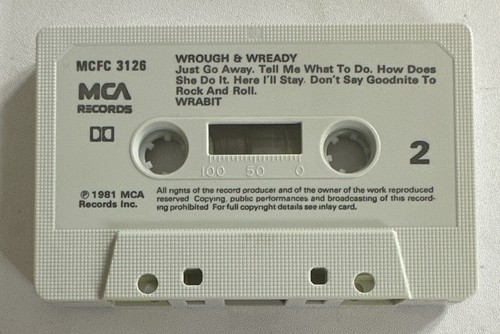 MCFC 3126
WROUGH & WREADY
Just Go Away. Tell Me What To Do. How Does
She Do It. Here I'll Stay. Don't Say Goodnite To
Rock And Roll.
WRABIT
MCA
RECORDS
2
100 50 0
℗ 1981 MCA
Records Inc.
All rights of the record producer and of the owner of the work reproduced
reserved Copying, public performances and broadcasting of this record-
ing prohibited For full copyright details see inlay card.